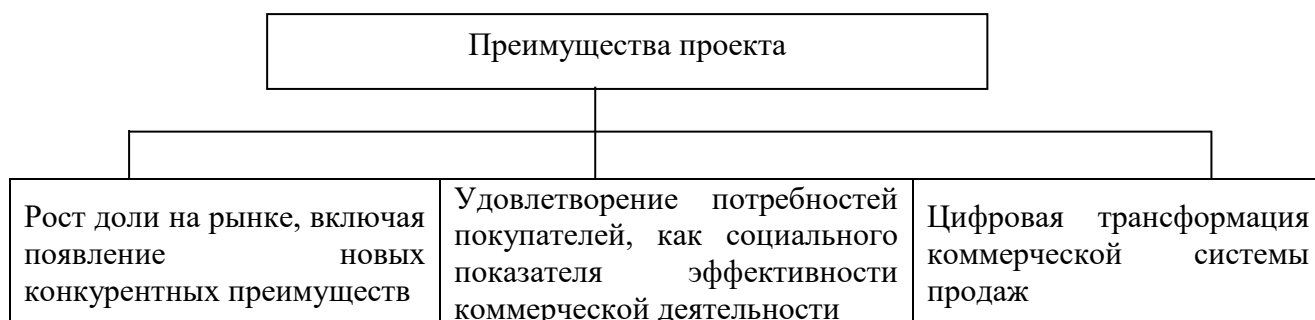 Преимущества проекта
Рост доли на рынке, включая
появление новых
конкурентных преимуществ
Удовлетворение потребностей
покупателей, как социального
показателя эффективности
коммерческой деятельности
Цифровая трансформация
коммерческой системы
продаж